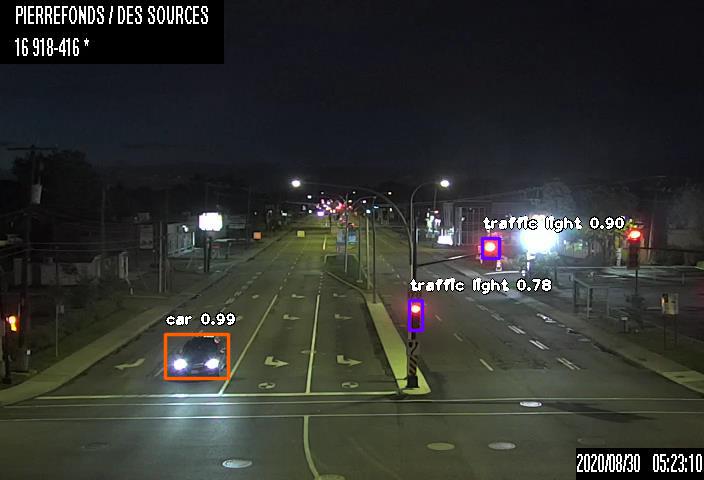 PIERREFONDS / DES SOURCES
16 918-416 *
traffic light 0.90
traffic light 0.78
car 0.99
2020/08/30 05:23:10